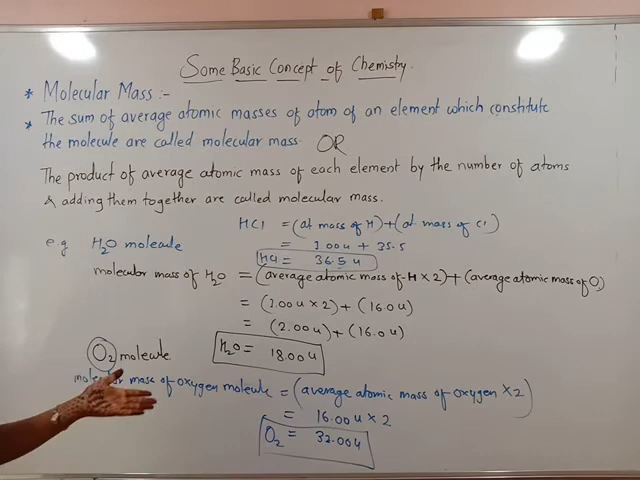 Some Basic Concept of Chemistry.
* Molecular Mass :-
* The sum of average atomic masses of atom of an element which constitute
the molecule are called molecular mass. OR
The product of average atomic mass of each element by the number of atoms
& adding them together are called molecular mass.
HCl = (at mass of H) + (at mass of Cl)
= 1.00u + 35.5
e.g H₂O molecule
HCl = 36.5 u
molecular mass of H₂O = (average atomic mass of H × 2) + (average atomic mass of O)
= (1.00u × 2) + (16.0u)
= (2.00u) + (16.0u)
H₂O = 18.00u
O₂ molecule
molecular mass of oxygen molecule = (average atomic mass of oxygen × 2)
= 16.00u × 2
O₂ = 32.00u